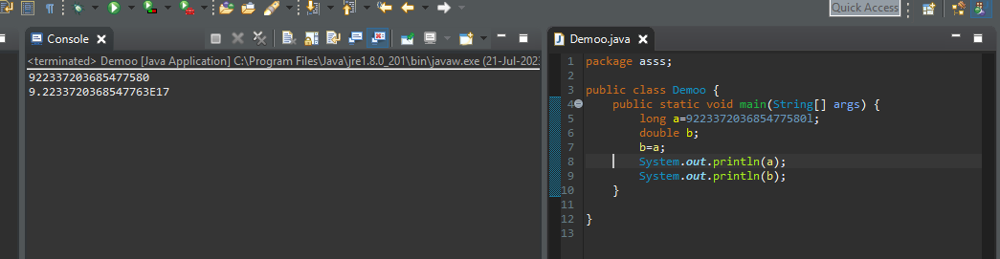 Quick Access
Console
<terminated> Demoo [Java Application] C:\Program Files\Java\jre1.8.0_201\bin\javaw.exe (21-Jul-202
922337203685477580
9.2233720368547763E17
Demoo.java
1 package asss;
2
3 public class Demoo {
4 public static void main(String[] args) {
5 long a=922337203685477580l;
6 double b;
7 b=a;
8 System.out.println(a);
9 System.out.println(b);
10 }
11
12 }
13